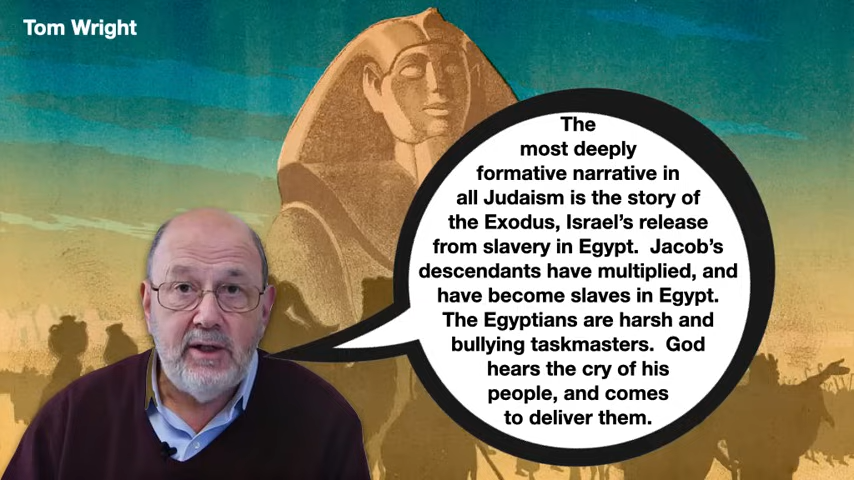 Tom Wright
The
most deeply
formative narrative in
all Judaism is the story of
the Exodus, Israel’s release
from slavery in Egypt.  Jacob’s
descendants have multiplied, and
have become slaves in Egypt.
The Egyptians are harsh and
bullying taskmasters.  God
hears the cry of his
people, and comes
to deliver them.